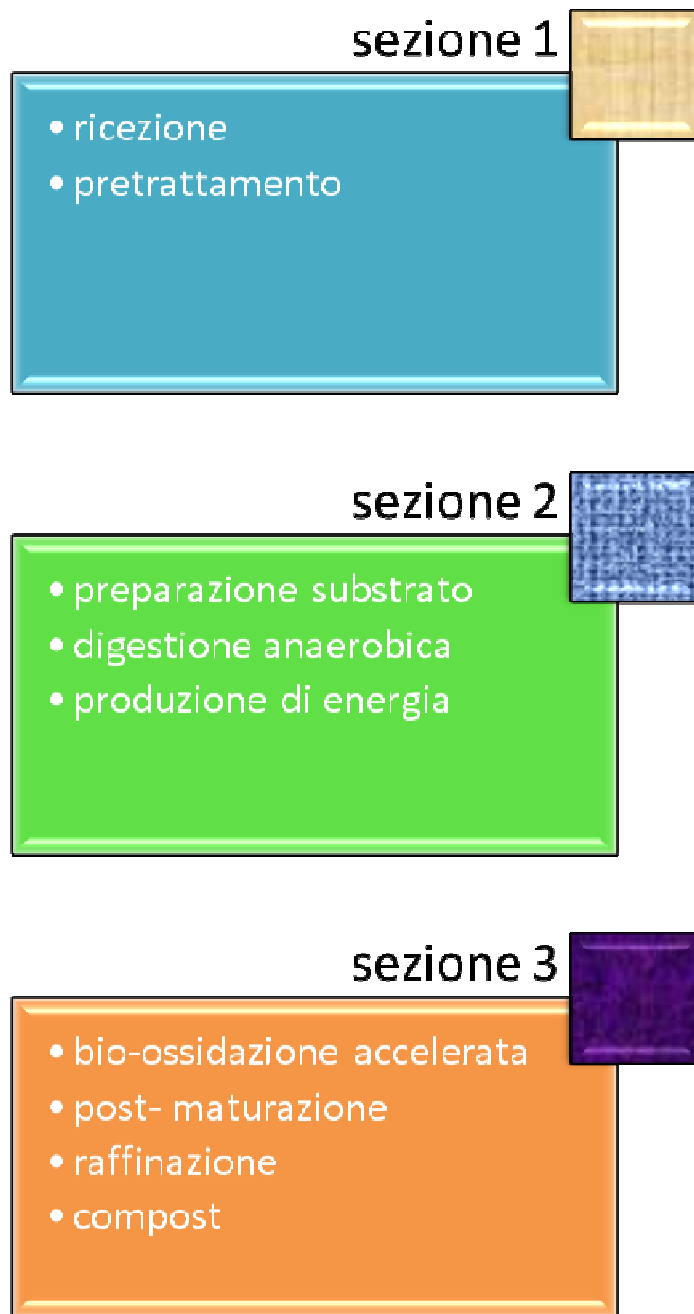 sezione 1
• ricezione
• pretrattamento
sezione 2
• preparazione substrato
• digestione anaerobica
• produzione di energia
sezione 3
• bio-ossidazione accelerata
• post- maturazione
• raffinazione
• compost